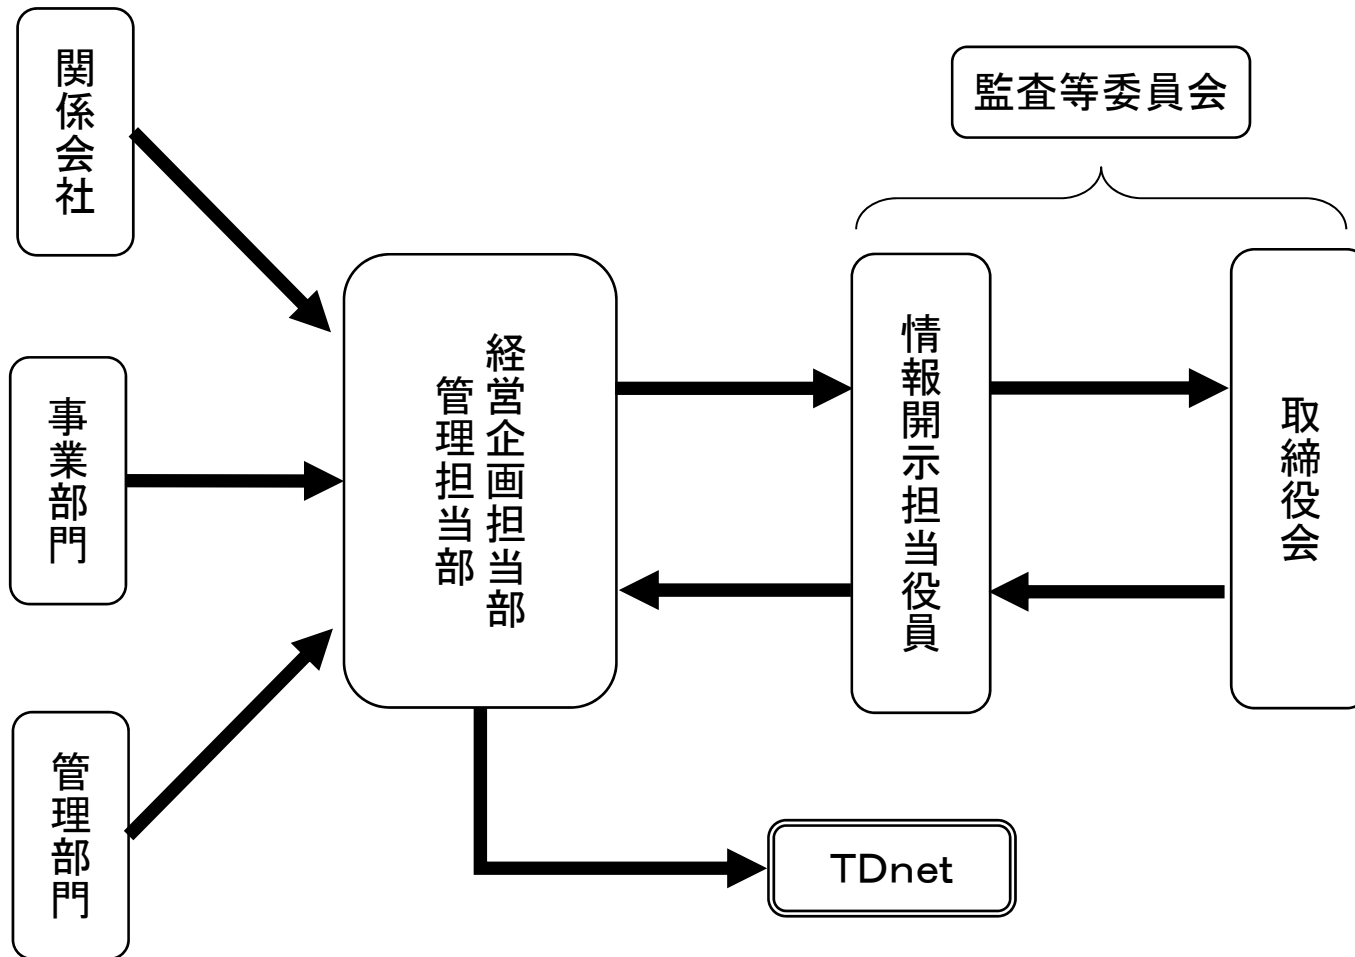 関係会社
事業部門
管理部門
経営企画担当部
管理担当部
監査等委員会
情報開示担当役員
取締役会
TDnet